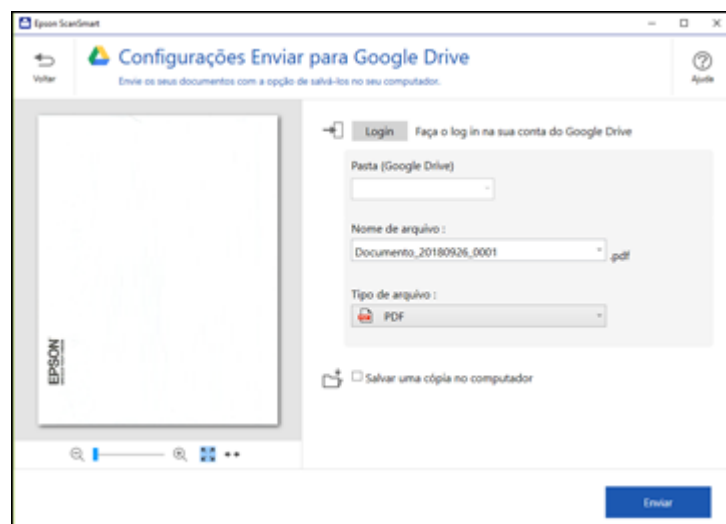 Epson ScanSmart
Voltar
Configurações Enviar para Google Drive
Envie os seus documentos com a opção de salvá-los no seu computador.
Ajuda
Login Faça o log in na sua conta do Google Drive
Pasta (Google Drive)
Nome de arquivo :
Documento_20180926_0001 .pdf
Tipo de arquivo :
PDF
EPSON
Salvar uma cópia no computador
Enviar